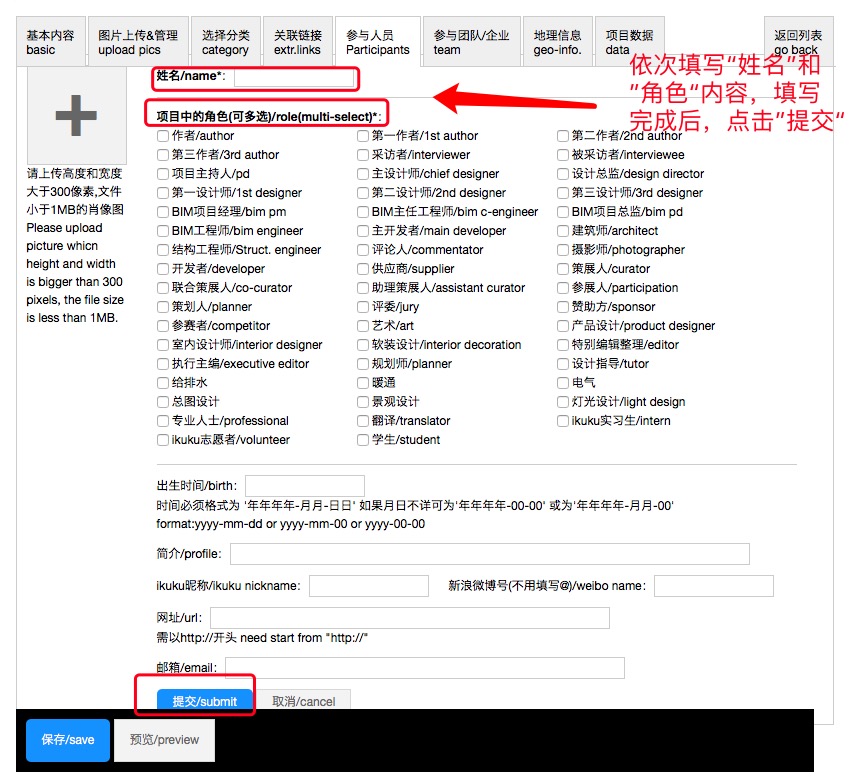 基本内容 图片上传&管理 选择分类 关联链接 参与人员 参与团队/企业 地理信息 项目数据 返回列表
basic upload pics category extr.links Participants team geo-info. data go back
姓名/name*:
依次填写"姓名"和
"角色"内容，填写
完成后，点击"提交"
+
项目中的角色(可多选)/role(multi-select)*:
作者/author 第一作者/1st author 第二作者/2nd author
第三作者/3rd author 采访者/interviewer 被采访者/interviewee
项目主持人/pd 主设计师/chief designer 设计总监/design director
第一设计师/1st designer 第二设计师/2nd designer 第三设计师/3rd designer
BIM项目经理/bim pm BIM主任工程师/bim c-engineer BIM项目总监/bim pd
BIM工程师/bim engineer 主开发者/main developer 建筑师/architect
结构工程师/Struct. engineer 评论人/commentator 摄影师/photographer
开发者/developer 供应商/supplier 策展人/curator
联合策展人/co-curator 助理策展人/assistant curator 参展人/participation
策划人/planner 评委/jury 赞助方/sponsor
参赛者/competitor 艺术/art 产品设计/product designer
室内设计师/interior designer 软装设计/interior decoration 特别编辑整理/editor
执行主编/executive editor 规划师/planner 设计指导/tutor
给排水 暖通 电气
总图设计 景观设计 灯光设计/light design
专业人士/professional 翻译/translator ikuku实习生/intern
ikuku志愿者/volunteer 学生/student
请上传高度和宽度
大于300像素,文件
小于1MB的肖像图
Please upload
picture whicn
height and width
is bigger than 300
pixels, the file size
is less than 1MB.
出生时间/birth:
时间必须格式为 '年年年年-月月-日日' 如果月日不详可为'年年年年-00-00' 或为'年年年年-月月-00'
format:yyyy-mm-dd or yyyy-mm-00 or yyyy-00-00
简介/profile:
ikuku昵称/ikuku nickname: 新浪微博号(不用填写@)/weibo name:
网址/url:
需以http://开头 need start from "http://"
邮箱/email:
提交/submit 取消/cancel
保存/save 预览/preview